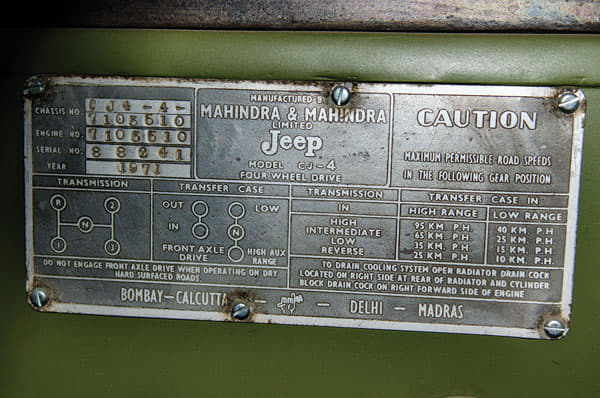 CHASSIS NO. CJ4-4-
7103510
ENGINE NO. 7103510
SERIAL NO. 88241
YEAR 1971
MANUFACTURED B
MAHINDRA & MAHINDRA
LIMITED
Jeep
MODEL CJ-4
FOUR WHEEL DRIVE
CAUTION
MAXIMUM PERMISSIBLE ROAD SPEEDS
IN THE FOLLOWING GEAR POSITION
TRANSMISSION
R 2
N
1 3
TRANSFER CASE
OUT LOW
IN N
FRONT AXLE DRIVE
HIGH AUX RANGE
DO NOT ENGAGE FRONT AXLE DRIVE WHEN OPERATING ON DRY
HARD SURFACED ROADS
TRANSMISSION IN
TRANSFER CASE IN
HIGH RANGE LOW RANGE
HIGH 95 KM. P.H. 40 KM. P.H
INTERMEDIATE 65 KM. P.H. 25 KM. P.H.
LOW 35 KM. P.H. 15 KM. P.H.
REVERSE 25 KM. P.H. 10 KM. P.H.
TO DRAIN COOLING SYSTEM OPEN RADIATOR DRAIN COCK
LOCATED ON RIGHT SIDE AT REAR OF RADIATOR AND CYLINDER
BLOCK DRAIN COCK ON RIGHT FORWARD SIDE OF ENGINE
BOMBAY-CALCUTTA - - DELHI - MADRAS